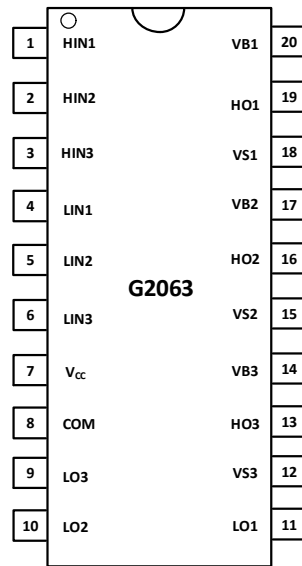 1 HIN1 VB1 20
2 HIN2 HO1 19
3 HIN3 VS1 18
4 LIN1 VB2 17
5 LIN2 HO2 16
G2063
6 LIN3 VS2 15
7 VCC VB3 14
8 COM HO3 13
9 LO3 VS3 12
10 LO2 LO1 11